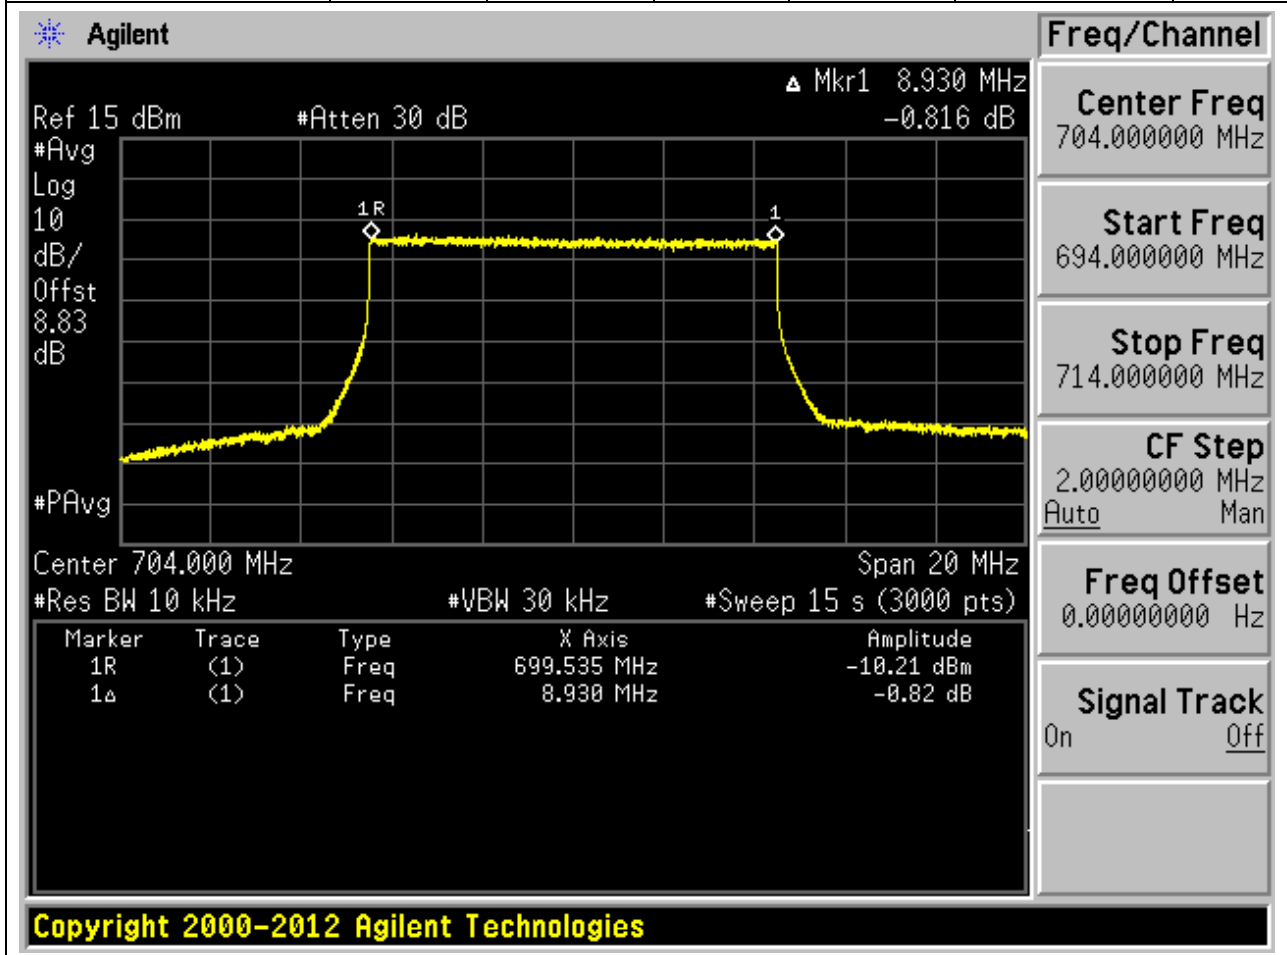 Agilent
Δ Mkr1 8.930 MHz
Ref 15 dBm #Atten 30 dB -0.816 dB
#Avg
Log
10
dB/
Offst
8.83
dB
1R
1
#PAvg
Center 704.000 MHz Span 20 MHz
#Res BW 10 kHz #VBW 30 kHz #Sweep 15 s (3000 pts)
Marker Trace Type X Axis Amplitude
1R (1) Freq 699.535 MHz -10.21 dBm
1Δ (1) Freq 8.930 MHz -0.82 dB
Freq/Channel
Center Freq
704.000000 MHz
Start Freq
694.000000 MHz
Stop Freq
714.000000 MHz
CF Step
2.00000000 MHz
Auto Man
Freq Offset
0.00000000 Hz
Signal Track
On Off
Copyright 2000-2012 Agilent Technologies